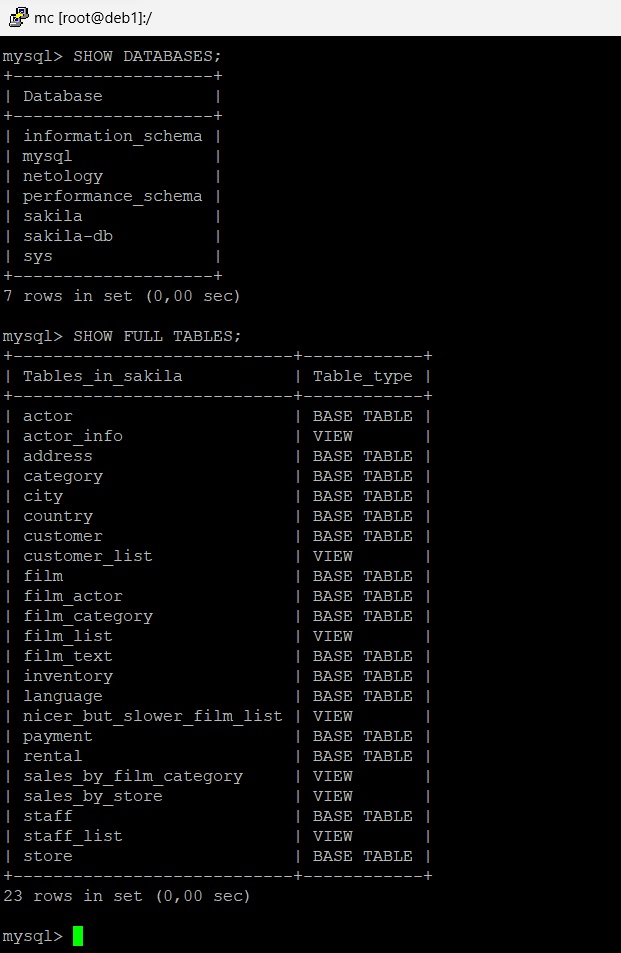 mc [root@deb1]:/
mysql> SHOW DATABASES;
+--------------------+
| Database           |
+--------------------+
| information_schema |
| mysql              |
| netology           |
| performance_schema |
| sakila             |
| sakila-db          |
| sys                |
+--------------------+
7 rows in set (0,00 sec)
mysql> SHOW FULL TABLES;
+----------------------------+------------+
| Tables_in_sakila           | Table_type |
+----------------------------+------------+
| actor                      | BASE TABLE |
| actor_info                 | VIEW       |
| address                    | BASE TABLE |
| category                   | BASE TABLE |
| city                       | BASE TABLE |
| country                    | BASE TABLE |
| customer                   | BASE TABLE |
| customer_list              | VIEW       |
| film                       | BASE TABLE |
| film_actor                 | BASE TABLE |
| film_category              | BASE TABLE |
| film_list                  | VIEW       |
| film_text                  | BASE TABLE |
| inventory                  | BASE TABLE |
| language                   | BASE TABLE |
| nicer_but_slower_film_list | VIEW       |
| payment                    | BASE TABLE |
| rental                     | BASE TABLE |
| sales_by_film_category     | VIEW       |
| sales_by_store             | VIEW       |
| staff                      | BASE TABLE |
| staff_list                 | VIEW       |
| store                      | BASE TABLE |
+----------------------------+------------+
23 rows in set (0,00 sec)
mysql>